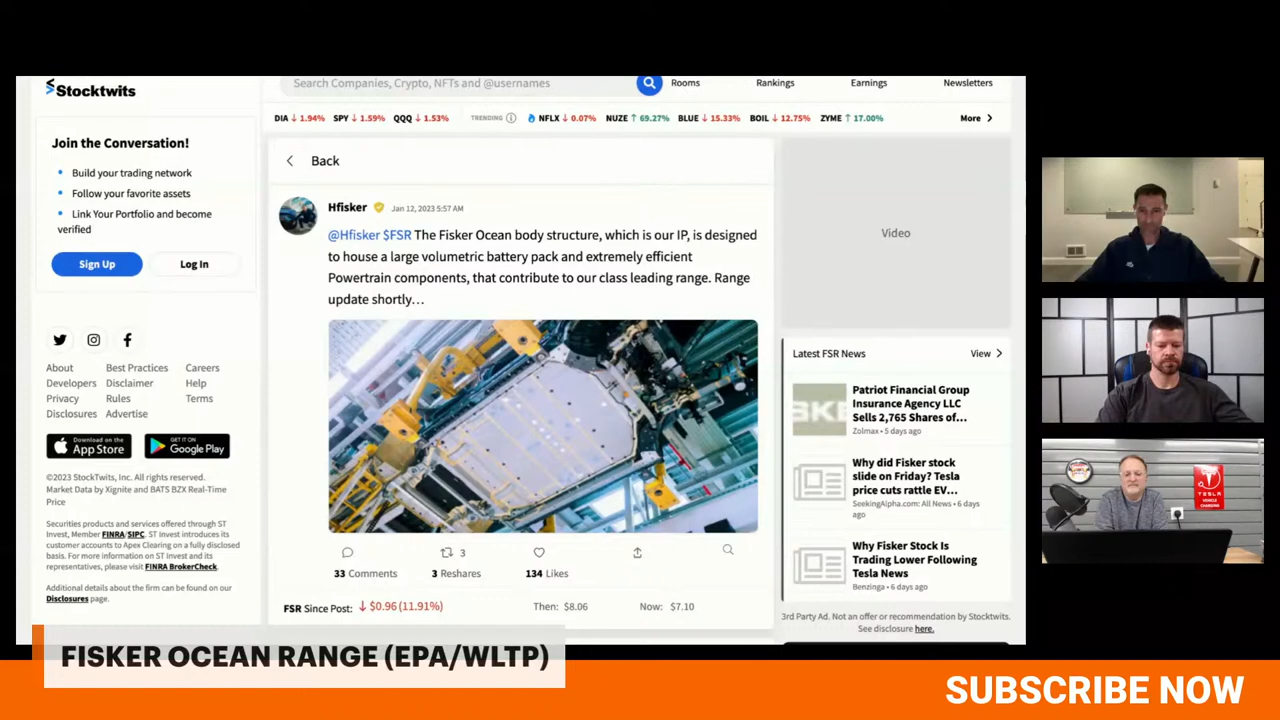 Stocktwits
Search Companies, Crypto, NFTs and @usernames
Rooms
Rankings
Earnings
Newsletters
DIA ↓ 1.94% SPY ↓ 1.59% QQQ ↓ 1.53% TRENDING NFLX ↓ 0.07% NUZE ↑ 69.27% BLUE ↓ 15.33% BOIL ↓ 12.75% ZYME ↑ 17.00% More
Join the Conversation!
• Build your trading network
• Follow your favorite assets
• Link Your Portfolio and become
verified
Sign Up
Log In
About Best Practices Careers
Developers Disclaimer Help
Privacy Rules Terms
Disclosures Advertise
Download on the
App Store
GET IT ON
Google Play
©2023 StockTwits, Inc. All rights reserved.
Market Data by Xignite and BATS BZX Real-Time
Price
Securities products and services offered through ST
Invest, Member FINRA/SIPC. ST Invest introduces its
customer accounts to Apex Clearing on a fully disclosed
basis. For more information on ST Invest and its
representatives, please visit FINRA BrokerCheck.
Additional details about the firm can be found on our
Disclosures page.
Back
Hfisker Jan 12, 2023 5:57 AM
@Hfisker $FSR The Fisker Ocean body structure, which is our IP, is designed
to house a large volumetric battery pack and extremely efficient
Powertrain components, that contribute to our class leading range. Range
update shortly…
3
33 Comments
3 Reshares
134 Likes
FSR Since Post: ↓ $0.96 (11.91%) Then: $8.06 Now: $7.10
Video
Latest FSR News
View
Patriot Financial Group
Insurance Agency LLC
Sells 2,765 Shares of…
Zolmax • 5 days ago
Why did Fisker stock
slide on Friday? Tesla
price cuts rattle EV…
SeekingAlpha.com: All News • 6 days
ago
Why Fisker Stock Is
Trading Lower Following
Tesla News
Benzinga • 6 days ago
3rd Party Ad. Not an offer or recommendation by Stocktwits.
See disclosure here.
TESLA
FISKER OCEAN RANGE (EPA/WLTP)
SUBSCRIBE NOW